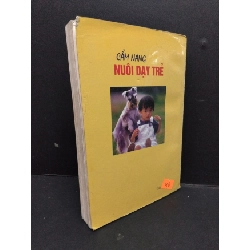 CẨM NANG
NUÔI DẠY TRẺ